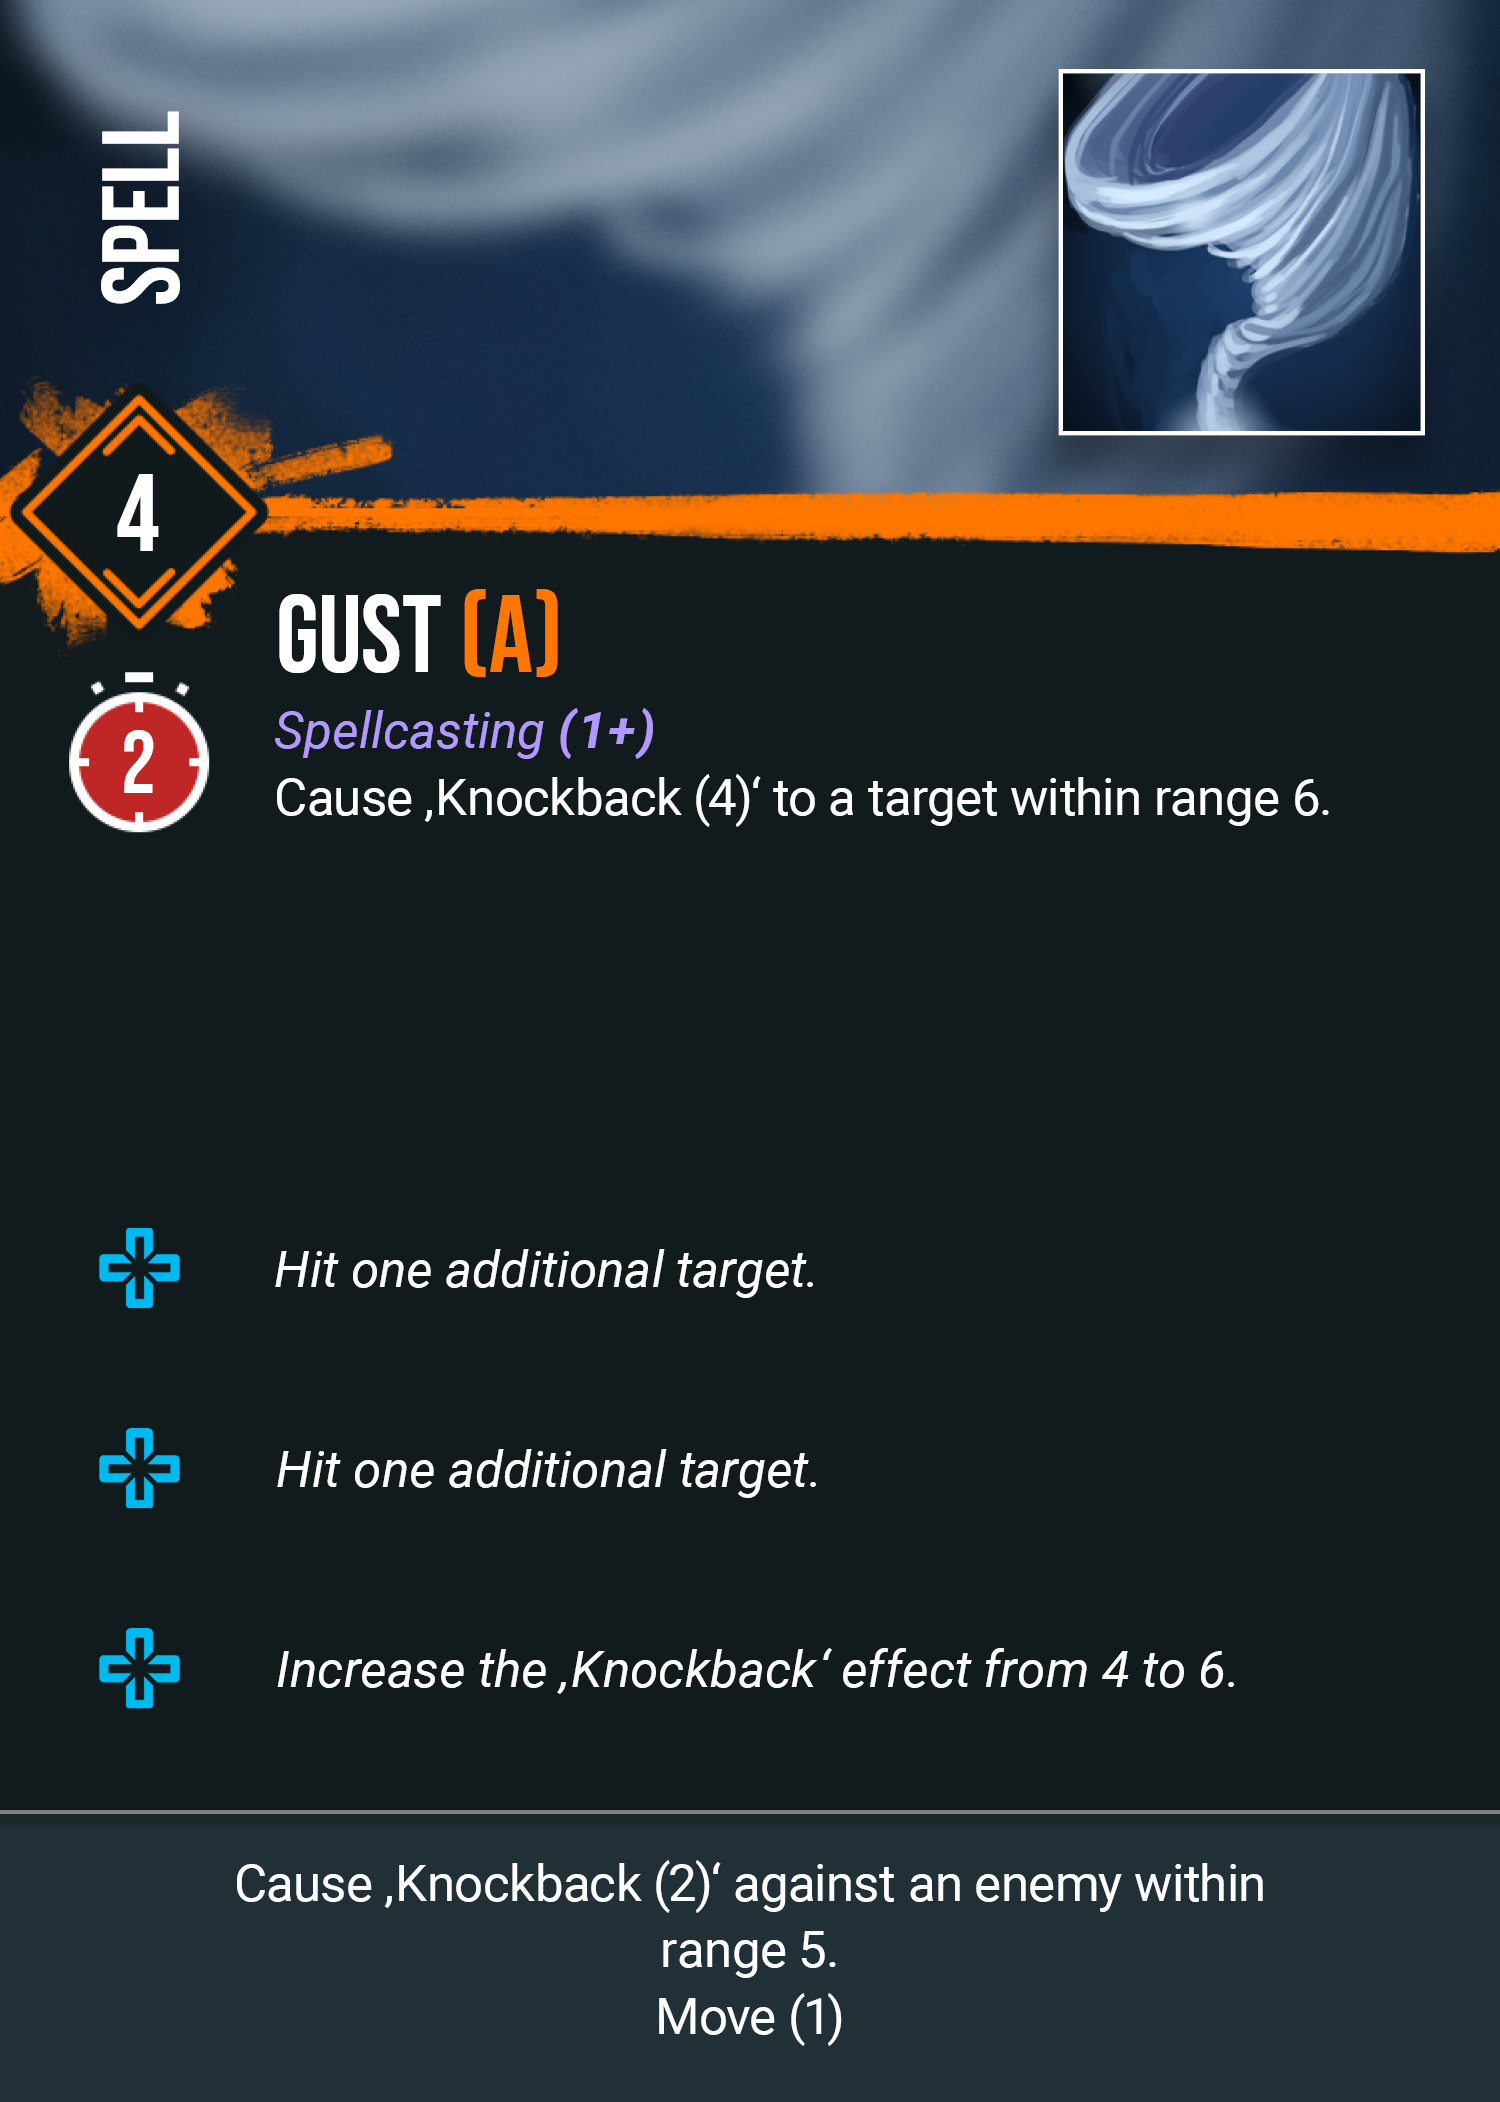 SPELL
4
GUST (A)
2
Spellcasting (1+)
Cause ‚Knockback (4)‘ to a target within range 6.
Hit one additional target.
Hit one additional target.
Increase the ‚Knockback‘ effect from 4 to 6.
Cause ‚Knockback (2)‘ against an enemy within
range 5.
Move (1)